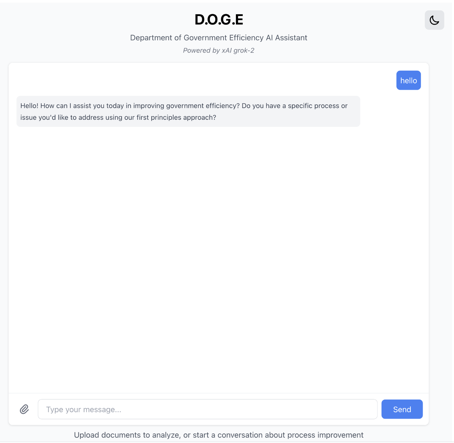 D.O.G.E
Department of Government Efficiency AI Assistant
Powered by xAI grok-2
hello
Hello! How can I assist you today in improving government efficiency? Do you have a specific process or
issue you'd like to address using our first principles approach?
Type your message...
Send
Upload documents to analyze, or start a conversation about process improvement